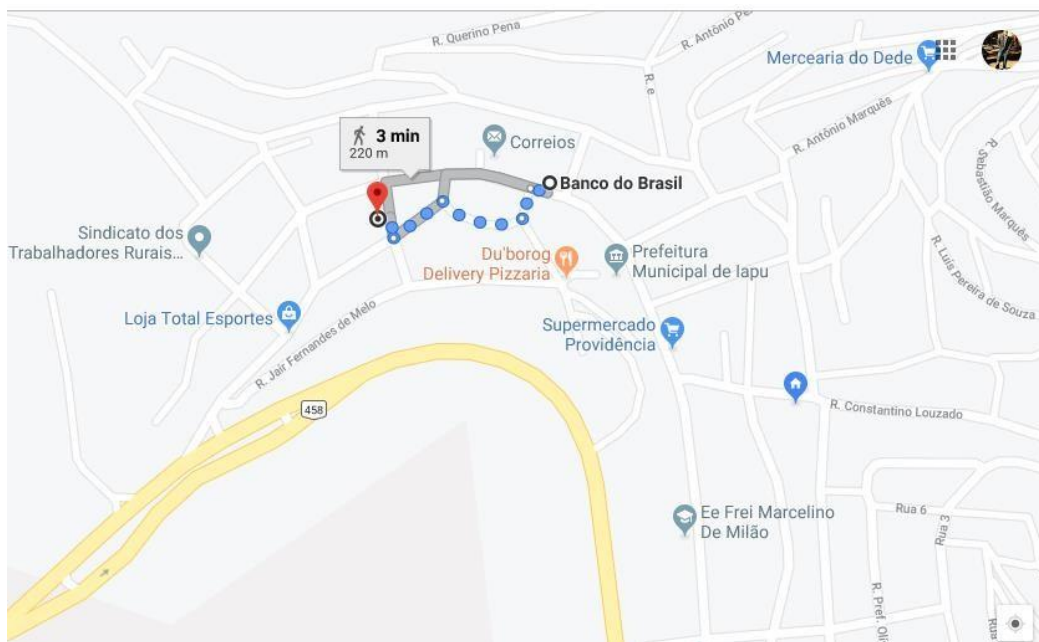 R. Querino Pena
R. Antônio Pe
Mercearia do Dede
R. e
R. Antônio Marquês
3 min
220 m
Correios
R. Sebastião Marquês
Banco do Brasil
Sindicato dos
Trabalhadores Rurais...
Du'borog
Delivery Pizzaria
Prefeitura
Municipal de Iapu
R. Luis Pereira de Souza
Loja Total Esportes
R. Jair Fernandes de Melo
Supermercado
Providência
458
R. Constantino Louzado
Ee Frei Marcelino
De Milão
Rua 6
Rua 3
R. Pref. Olí
Rua